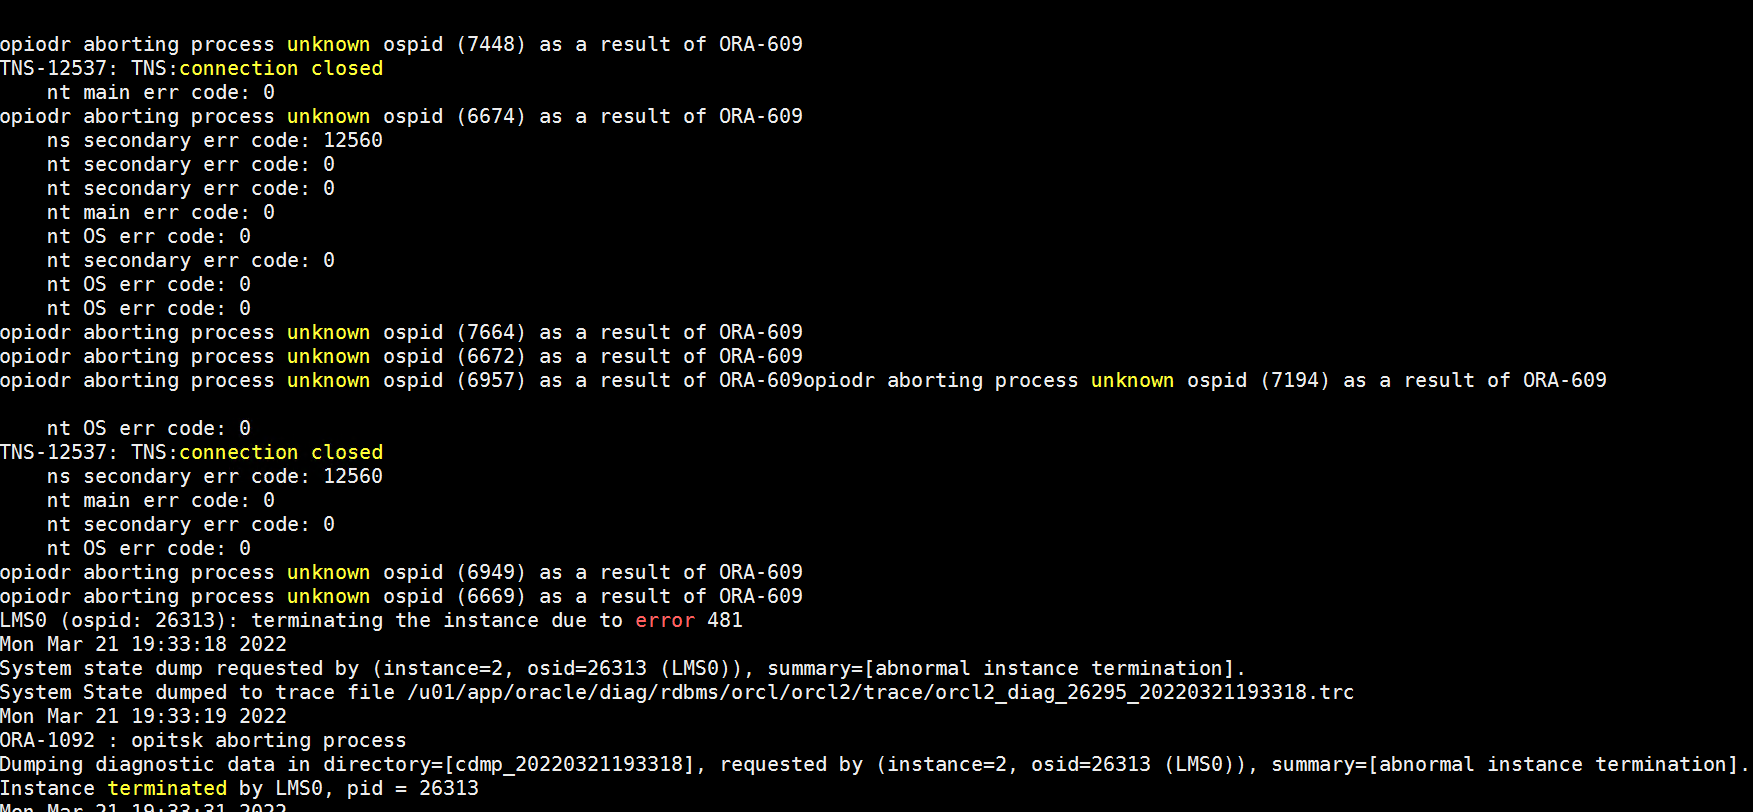 opiodr aborting process unknown ospid (7448) as a result of ORA-609
TNS-12537: TNS:connection closed
    nt main err code: 0
opiodr aborting process unknown ospid (6674) as a result of ORA-609
    ns secondary err code: 12560
    nt secondary err code: 0
    nt secondary err code: 0
    nt main err code: 0
    nt OS err code: 0
    nt secondary err code: 0
    nt OS err code: 0
    nt OS err code: 0
opiodr aborting process unknown ospid (7664) as a result of ORA-609
opiodr aborting process unknown ospid (6672) as a result of ORA-609
opiodr aborting process unknown ospid (6957) as a result of ORA-609opiodr aborting process unknown ospid (7194) as a result of ORA-609
    nt OS err code: 0
TNS-12537: TNS:connection closed
    ns secondary err code: 12560
    nt main err code: 0
    nt secondary err code: 0
    nt OS err code: 0
opiodr aborting process unknown ospid (6949) as a result of ORA-609
opiodr aborting process unknown ospid (6669) as a result of ORA-609
LMS0 (ospid: 26313): terminating the instance due to error 481
Mon Mar 21 19:33:18 2022
System state dump requested by (instance=2, osid=26313 (LMS0)), summary=[abnormal instance termination].
System State dumped to trace file /u01/app/oracle/diag/rdbms/orcl/orcl2/trace/orcl2_diag_26295_20220321193318.trc
Mon Mar 21 19:33:19 2022
ORA-1092 : opitsk aborting process
Dumping diagnostic data in directory=[cdmp_20220321193318], requested by (instance=2, osid=26313 (LMS0)), summary=[abnormal instance termination].
Instance terminated by LMS0, pid = 26313
Mon Mar 21 19:33:31 2022